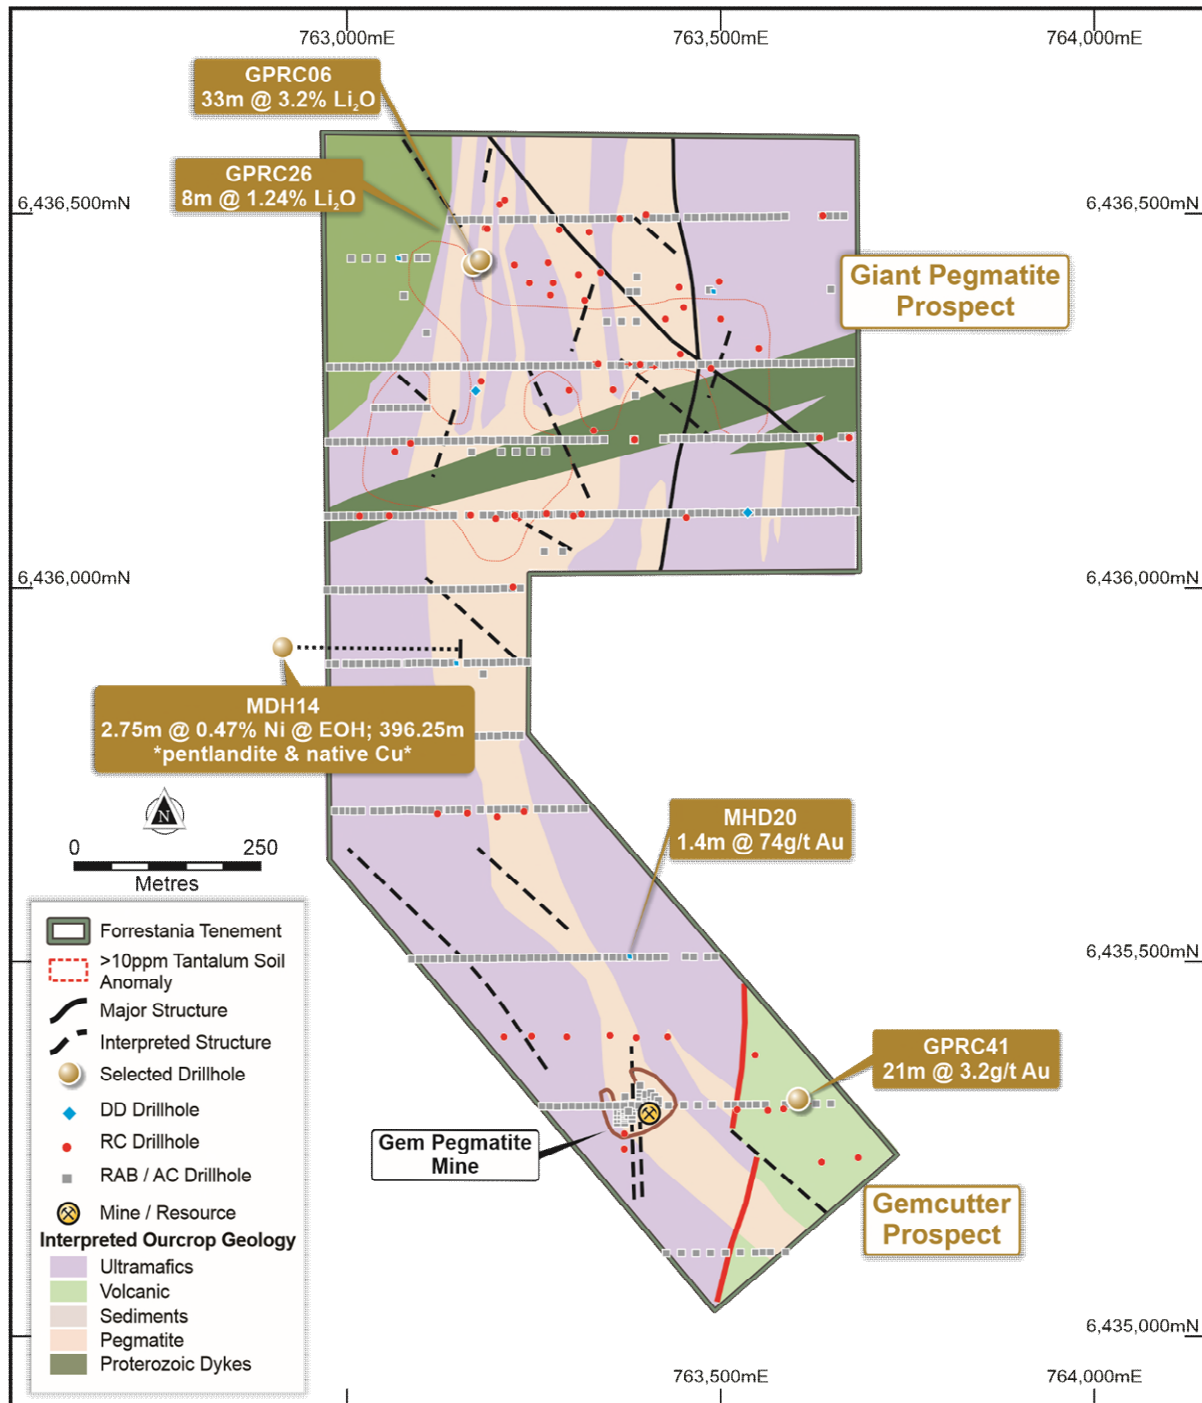 763,000mE
763,500mE
764,000mE
GPRC06
33m @ 3.2% Li₂O
GPRC26
8m @ 1.24% Li₂O
6,436,500mN
6,436,500mN
Giant Pegmatite
Prospect
6,436,000mN
6,436,000mN
MDH14
2.75m @ 0.47% Ni @ EOH; 396.25m
*pentlandite & native Cu*
N
0
250
Metres
MHD20
1.4m @ 74g/t Au
6,435,500mN
GPRC41
21m @ 3.2g/t Au
Gem Pegmatite
Mine
Gemcutter
Prospect
Forrestania Tenement
>10ppm Tantalum Soil
Anomaly
Major Structure
Interpreted Structure
Selected Drillhole
DD Drillhole
RC Drillhole
RAB / AC Drillhole
Mine / Resource
Interpreted Ourcrop Geology
Ultramafics
Volcanic
Sediments
Pegmatite
Proterozoic Dykes
6,435,000mN
763,500mE
764,000mE